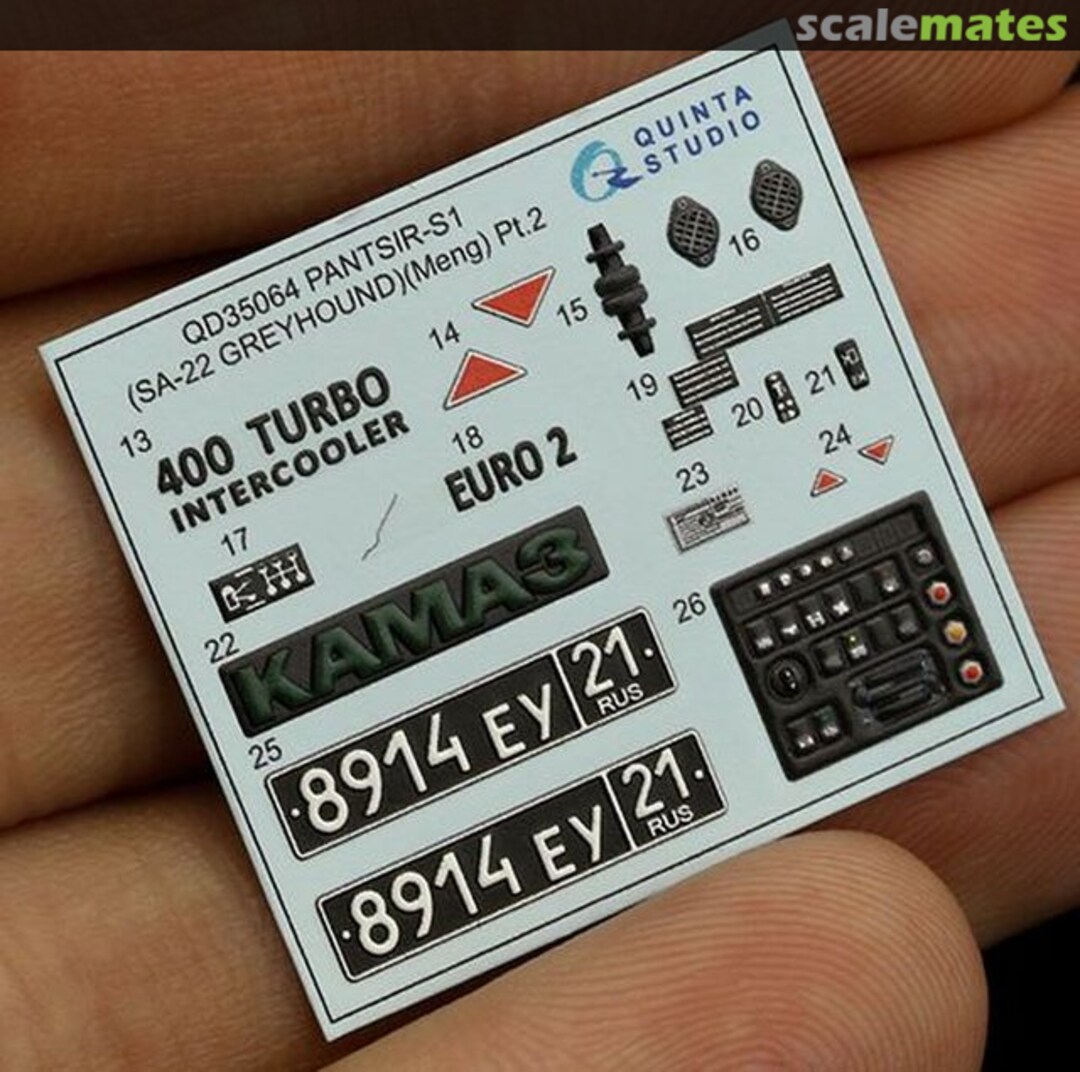 scalemates
QUINTA
STUDIO
QD35064 PANTSIR-S1
(SA-22 GREYHOUND)(Meng) Pt.2
13
14
15
16
400 TURBO
INTERCOOLER
17
18
EURO 2
19
20
21
22
КАМАЗ
23
24
25
8914 ЕУ 21
RUS
8914 ЕУ 21
RUS
26